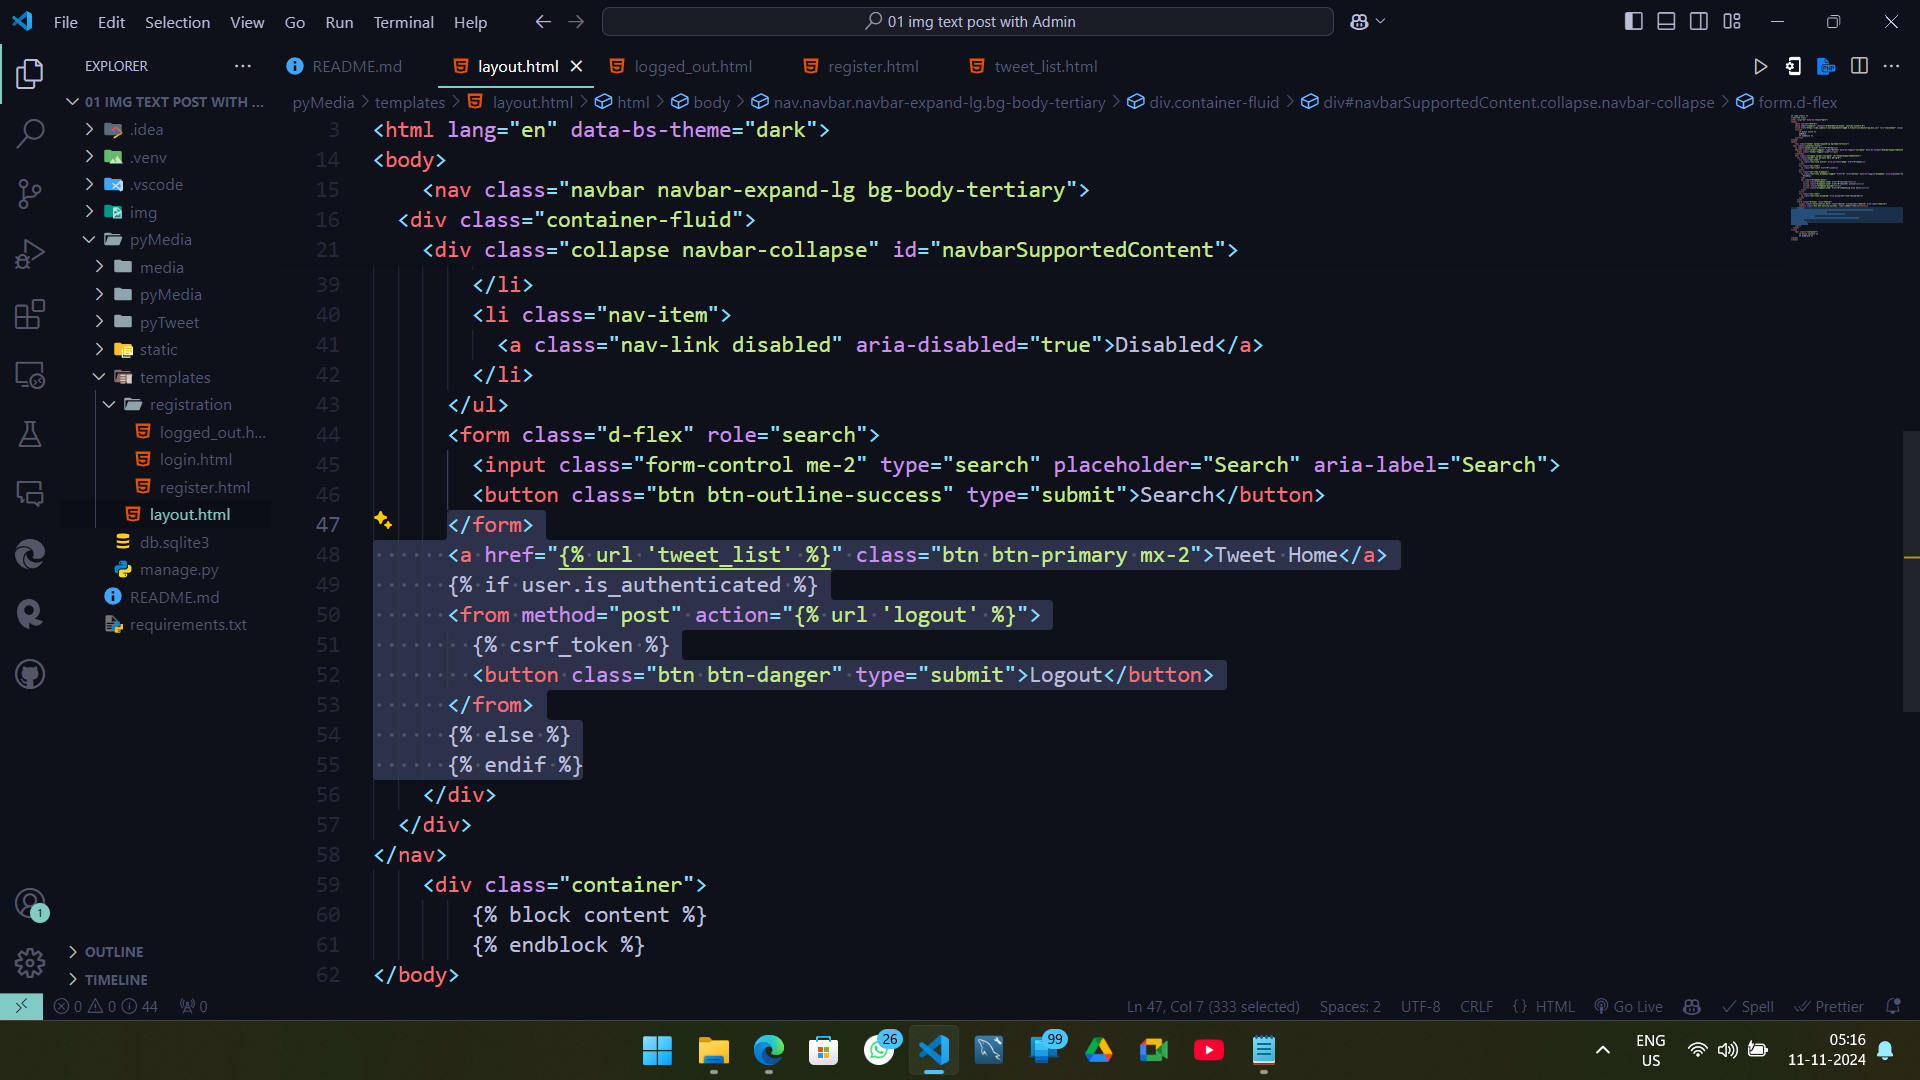 File Edit Selection View Go Run Terminal Help
01 img text post with Admin
EXPLORER
README.md
layout.html
logged_out.html
register.html
tweet_list.html
01 IMG TEXT POST WITH ...
pyMedia > templates > layout.html > html > body > nav.navbar.navbar-expand-lg.bg-body-tertiary > div.container-fluid > div#navbarSupportedContent.collapse.navbar-collapse > form.d-flex
.idea
.venv
.vscode
img
pyMedia
media
pyMedia
pyTweet
static
templates
registration
logged_out.h...
login.html
register.html
layout.html
db.sqlite3
manage.py
README.md
requirements.txt
OUTLINE
TIMELINE
3 <html lang="en" data-bs-theme="dark">
14 <body>
15 <nav class="navbar navbar-expand-lg bg-body-tertiary">
16 <div class="container-fluid">
21 <div class="collapse navbar-collapse" id="navbarSupportedContent">
39 </li>
40 <li class="nav-item">
41 <a class="nav-link disabled" aria-disabled="true">Disabled</a>
42 </li>
43 </ul>
44 <form class="d-flex" role="search">
45 <input class="form-control me-2" type="search" placeholder="Search" aria-label="Search">
46 <button class="btn btn-outline-success" type="submit">Search</button>
47 </form>
48 <a href="{% url 'tweet_list' %}" class="btn btn-primary mx-2">Tweet Home</a>
49 {% if user.is_authenticated %}
50 <from method="post" action="{% url 'logout' %}">
51 {% csrf_token %}
52 <button class="btn btn-danger" type="submit">Logout</button>
53 </from>
54 {% else %}
55 {% endif %}
56 </div>
57 </div>
58 </nav>
59 <div class="container">
60 {% block content %}
61 {% endblock %}
62 </body>
1
0 0 44 0
Ln 47, Col 7 (333 selected) Spaces: 2 UTF-8 CRLF {} HTML Go Live Spell Prettier
26
99
ENG
US
05:16
11-11-2024